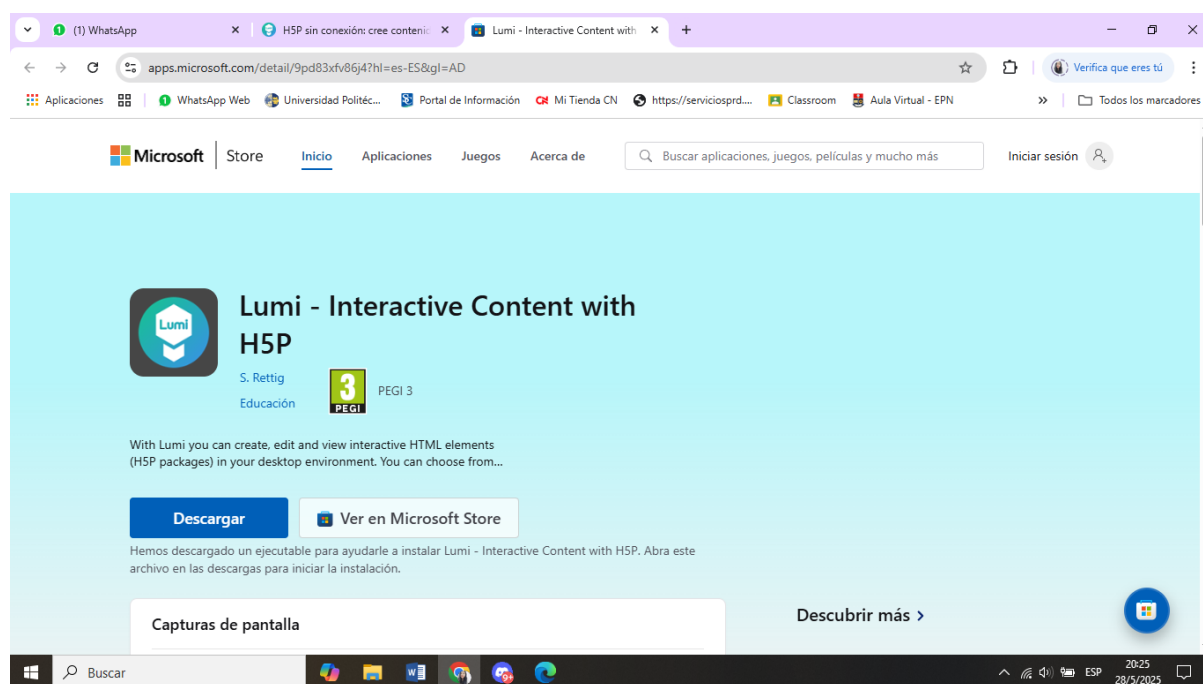 (1) WhatsApp
H5P sin conexión: cree conteni
Lumi - Interactive Content with
apps.microsoft.com/detail/9pd83xfv86j4?hl=es-ES&gl=AD
Verifica que eres tú
Aplicaciones
WhatsApp Web
Universidad Politéc...
Portal de Información
CN Mi Tienda CN
https://serviciosprd....
Classroom
Aula Virtual - EPN
»
Todos los marcadores
Microsoft Store
Inicio
Aplicaciones
Juegos
Acerca de
Buscar aplicaciones, juegos, películas y mucho más
Iniciar sesión
Lumi
Lumi - Interactive Content with
H5P
S. Rettig
Educación
3
PEGI
PEGI 3
With Lumi you can create, edit and view interactive HTML elements
(H5P packages) in your desktop environment. You can choose from...
Descargar
Ver en Microsoft Store
Hemos descargado un ejecutable para ayudarle a instalar Lumi - Interactive Content with H5P. Abra este
archivo en las descargas para iniciar la instalación.
Capturas de pantalla
Descubrir más >
Buscar
ESP
20:25
28/5/2025